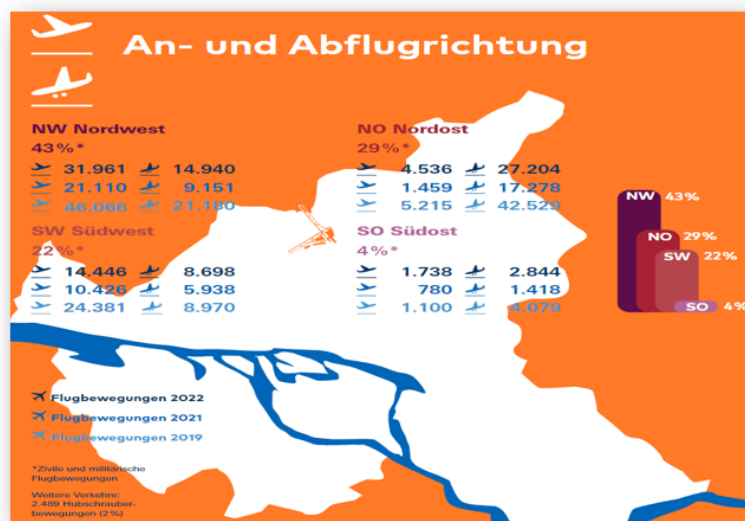 An- und Abflugrichtung
NW Nordwest
43%*
31.961 14.940
21.110 9.151
46.066 21.180
NO Nordost
29%*
4.536 27.204
1.459 17.278
5.215 42.529
SW Südwest
22%*
14.446 8.698
10.426 5.938
24.381 8.970
SO Südost
4%*
1.738 2.844
780 1.418
1.100 4.079
NW 43%
NO 29%
SW 22%
SO 4%
Flugbewegungen 2022
Flugbewegungen 2021
Flugbewegungen 2019
*Zivile und militärische
Flugbewegungen
Weitere Verkehre:
2.489 Hubschrauber-
bewegungen (2%)